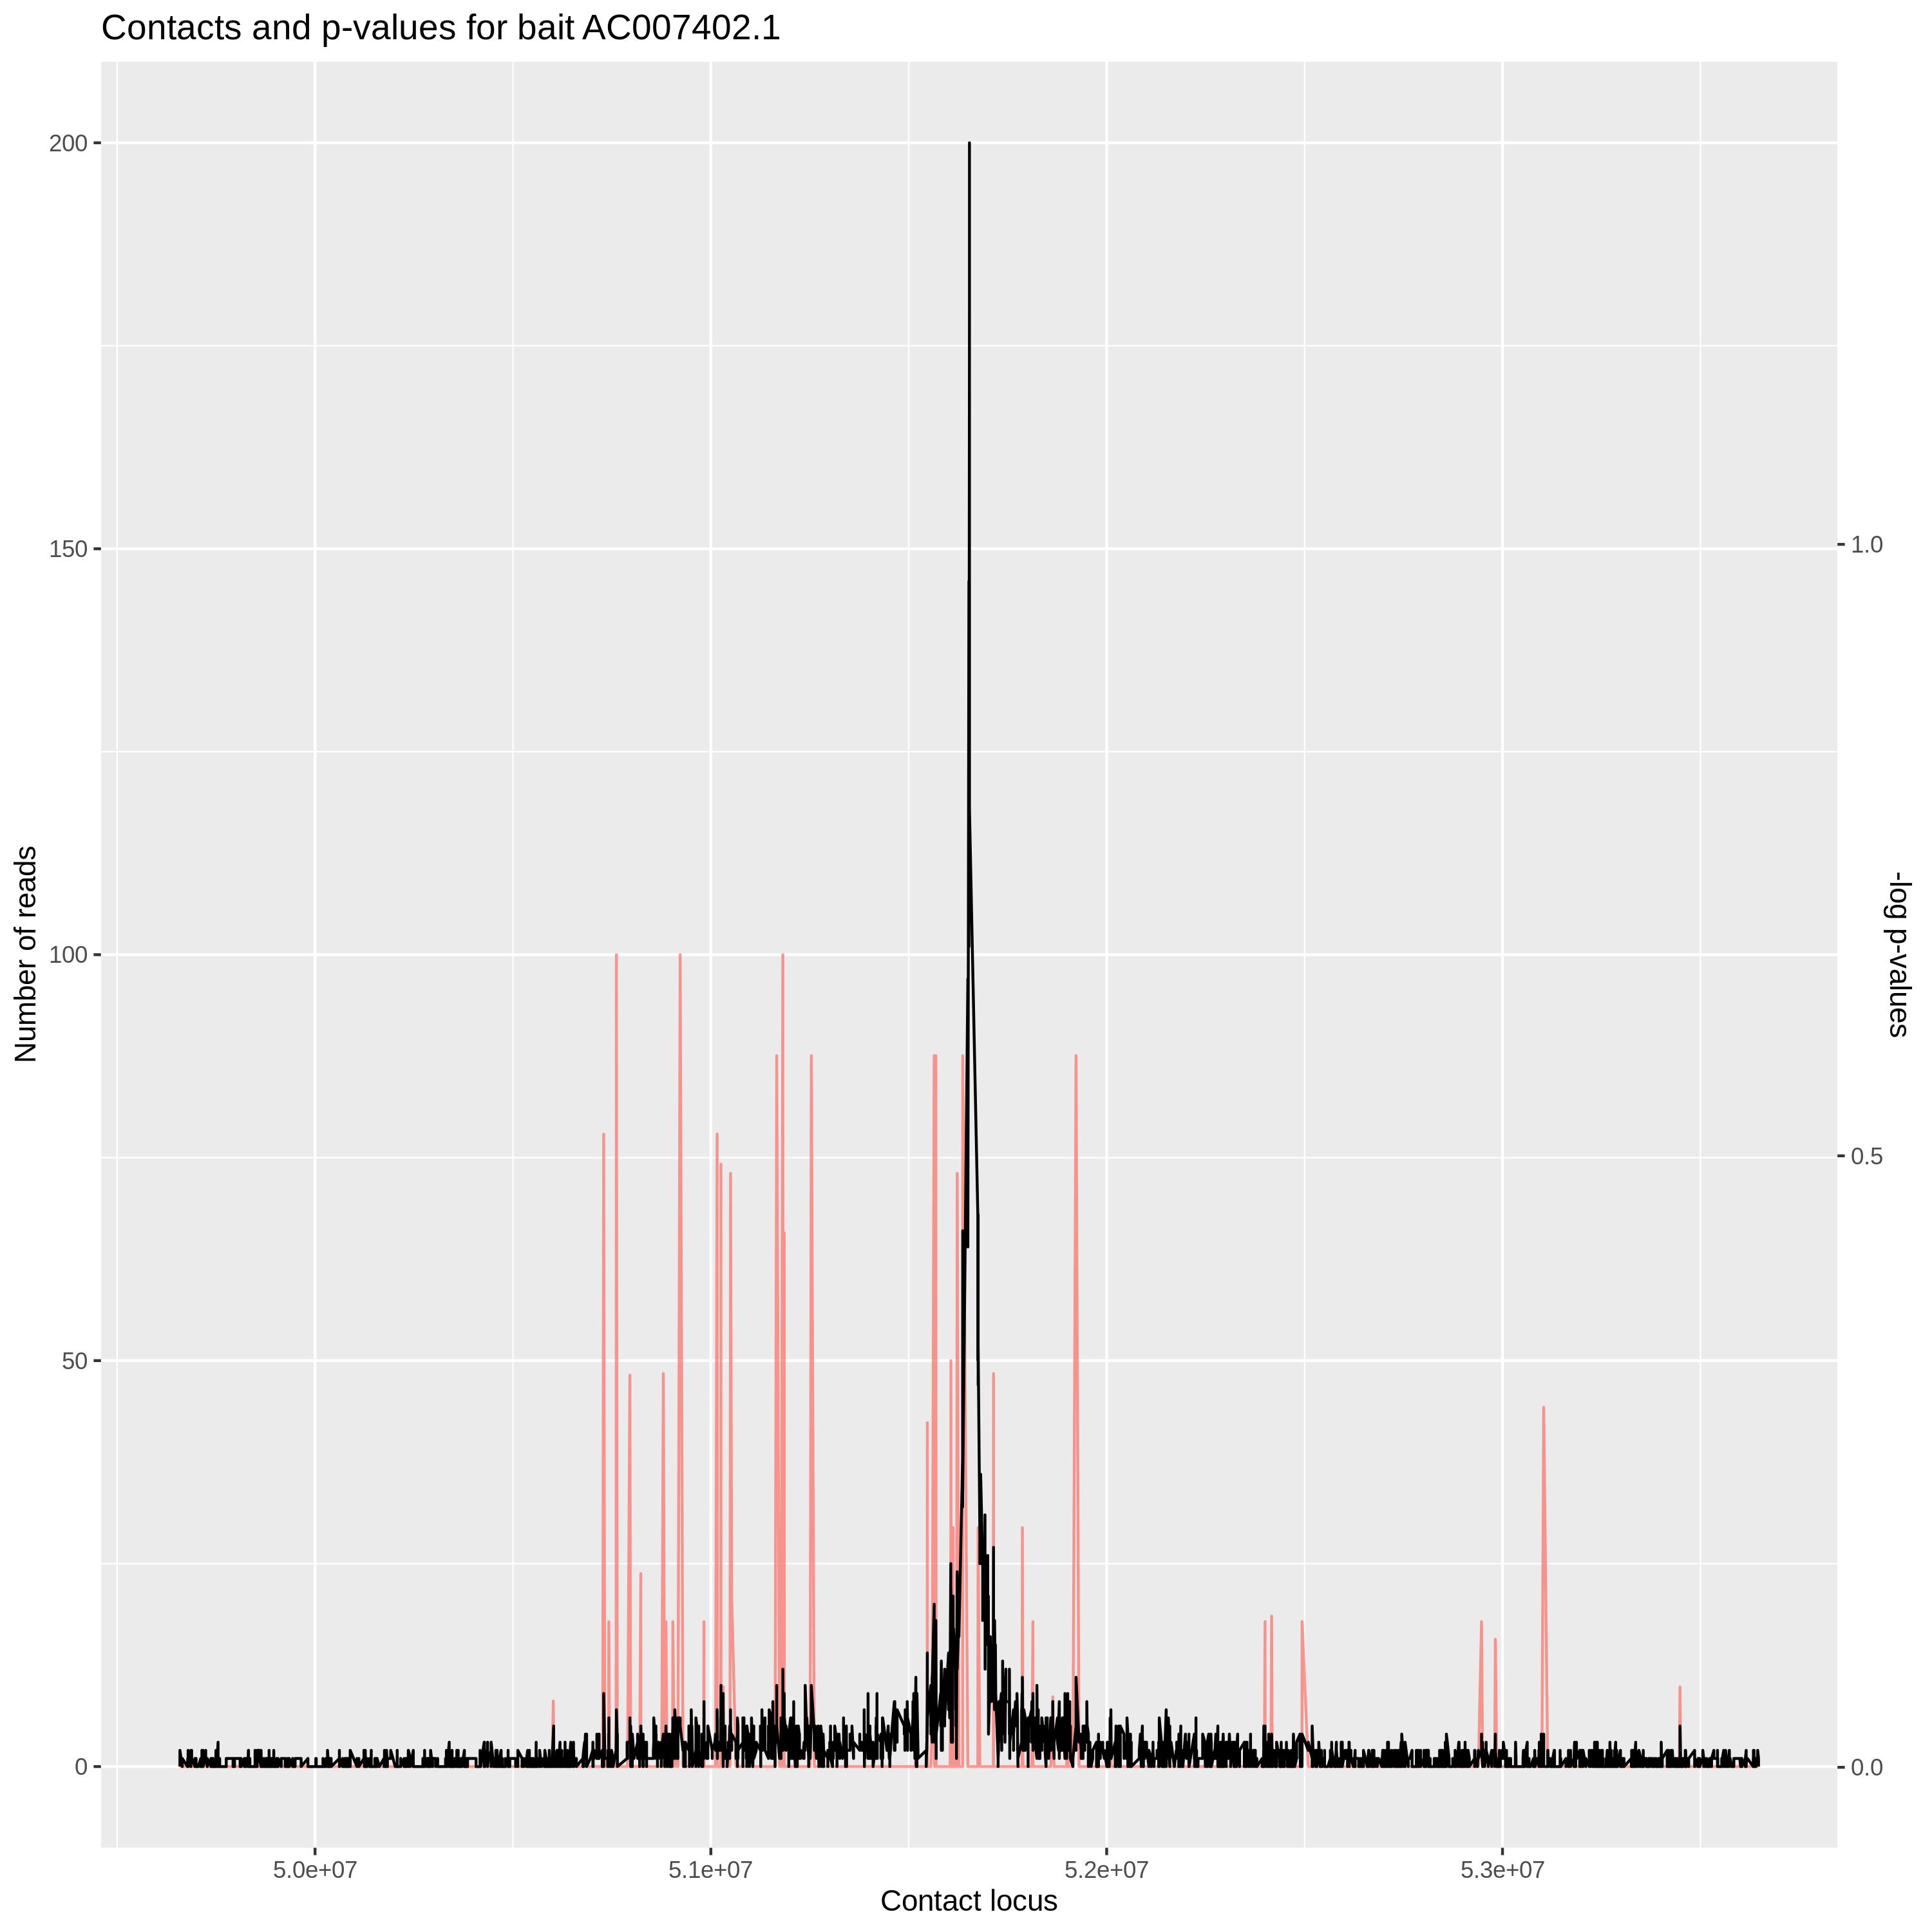 Contacts and p-values for bait AC007402.1
200
150
100
50
0
Number of reads
1.0
0.5
0.0
-log p-values
5.0e+07
5.1e+07
5.2e+07
5.3e+07
Contact locus